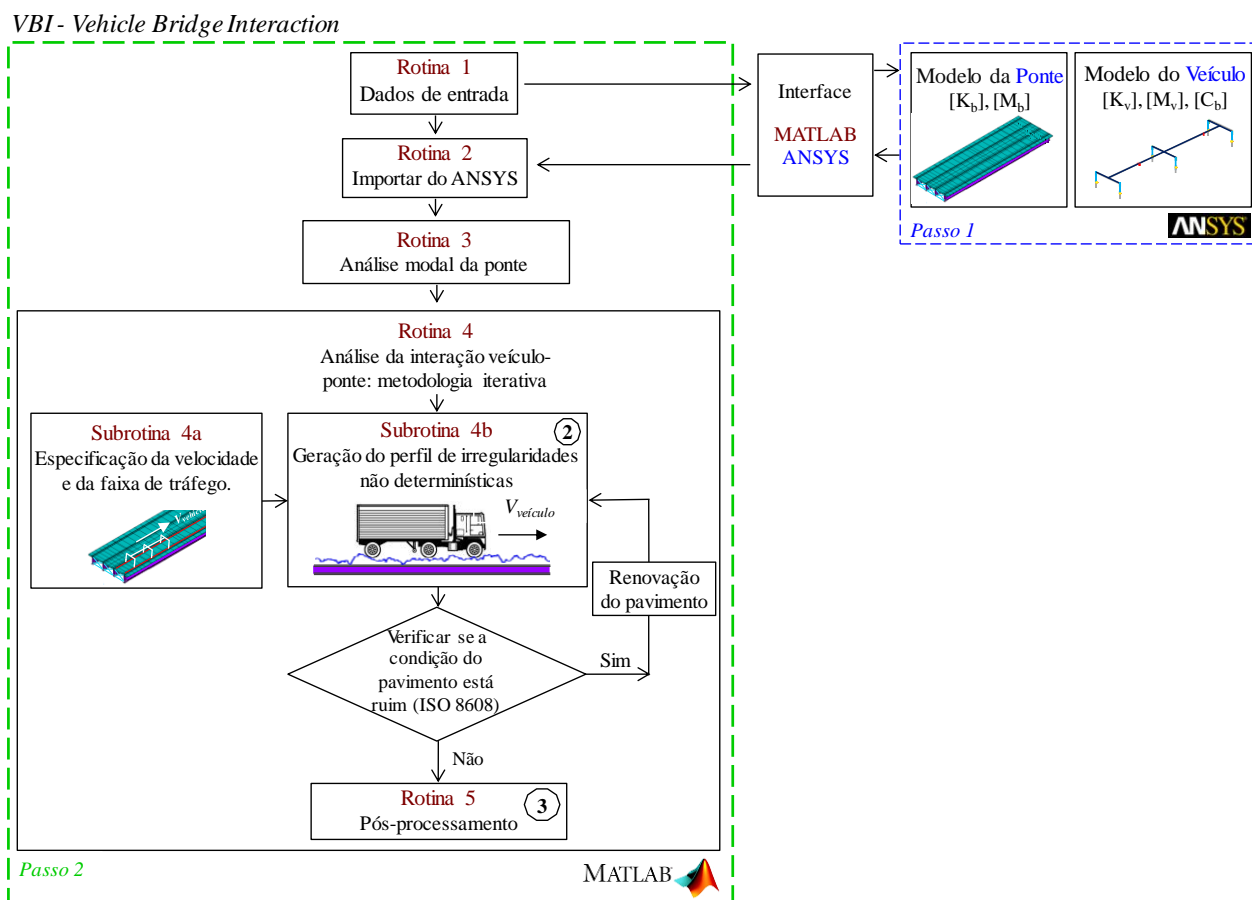 VBI - Vehicle Bridge Interaction
Rotina 1
Dados de entrada
Rotina 2
Importar do ANSYS
Rotina 3
Análise modal da ponte
Interface
MATLAB
ANSYS
Modelo da Ponte
[Kb], [Mb]
Modelo do Veículo
[Kv], [Mv], [Cb]
Passo 1
ANSYS
Rotina 4
Análise da interação veículo-
ponte: metodologia iterativa
Subrotina 4a
Especificação da velocidade
e da faixa de tráfego.
Subrotina 4b
2
Geração do perfil de irregularidades
não determinísticas
Vveículo
Renovação
do pavimento
Verificar se a
condição do
pavimento está
ruim (ISO 8608)
Sim
Não
Rotina 5
3
Pós-processamento
Passo 2
MATLAB